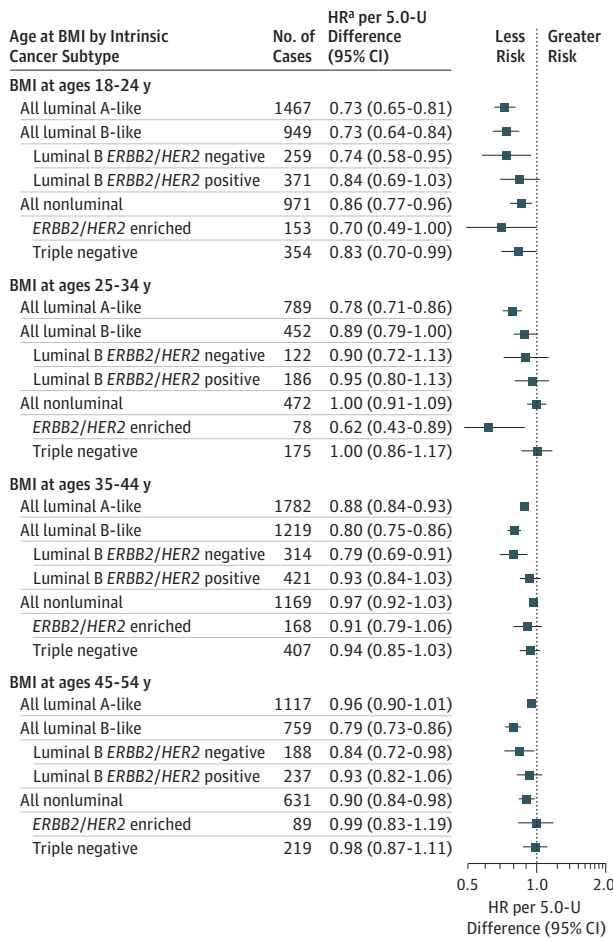 Age at BMI by Intrinsic Cancer Subtype No. of Cases HRa per 5.0-U Difference (95% CI) Less Risk Greater Risk
BMI at ages 18-24 y
All luminal A-like 1467 0.73 (0.65-0.81)
All luminal B-like 949 0.73 (0.64-0.84)
Luminal B ERBB2/HER2 negative 259 0.74 (0.58-0.95)
Luminal B ERBB2/HER2 positive 371 0.84 (0.69-1.03)
All nonluminal 971 0.86 (0.77-0.96)
ERBB2/HER2 enriched 153 0.70 (0.49-1.00)
Triple negative 354 0.83 (0.70-0.99)
BMI at ages 25-34 y
All luminal A-like 789 0.78 (0.71-0.86)
All luminal B-like 452 0.89 (0.79-1.00)
Luminal B ERBB2/HER2 negative 122 0.90 (0.72-1.13)
Luminal B ERBB2/HER2 positive 186 0.95 (0.80-1.13)
All nonluminal 472 1.00 (0.91-1.09)
ERBB2/HER2 enriched 78 0.62 (0.43-0.89)
Triple negative 175 1.00 (0.86-1.17)
BMI at ages 35-44 y
All luminal A-like 1782 0.88 (0.84-0.93)
All luminal B-like 1219 0.80 (0.75-0.86)
Luminal B ERBB2/HER2 negative 314 0.79 (0.69-0.91)
Luminal B ERBB2/HER2 positive 421 0.93 (0.84-1.03)
All nonluminal 1169 0.97 (0.92-1.03)
ERBB2/HER2 enriched 168 0.91 (0.79-1.06)
Triple negative 407 0.94 (0.85-1.03)
BMI at ages 45-54 y
All luminal A-like 1117 0.96 (0.90-1.01)
All luminal B-like 759 0.79 (0.73-0.86)
Luminal B ERBB2/HER2 negative 188 0.84 (0.72-0.98)
Luminal B ERBB2/HER2 positive 237 0.93 (0.82-1.06)
All nonluminal 631 0.90 (0.84-0.98)
ERBB2/HER2 enriched 89 0.99 (0.83-1.19)
Triple negative 219 0.98 (0.87-1.11)
0.5 1.0 2.0
HR per 5.0-U
Difference (95% CI)